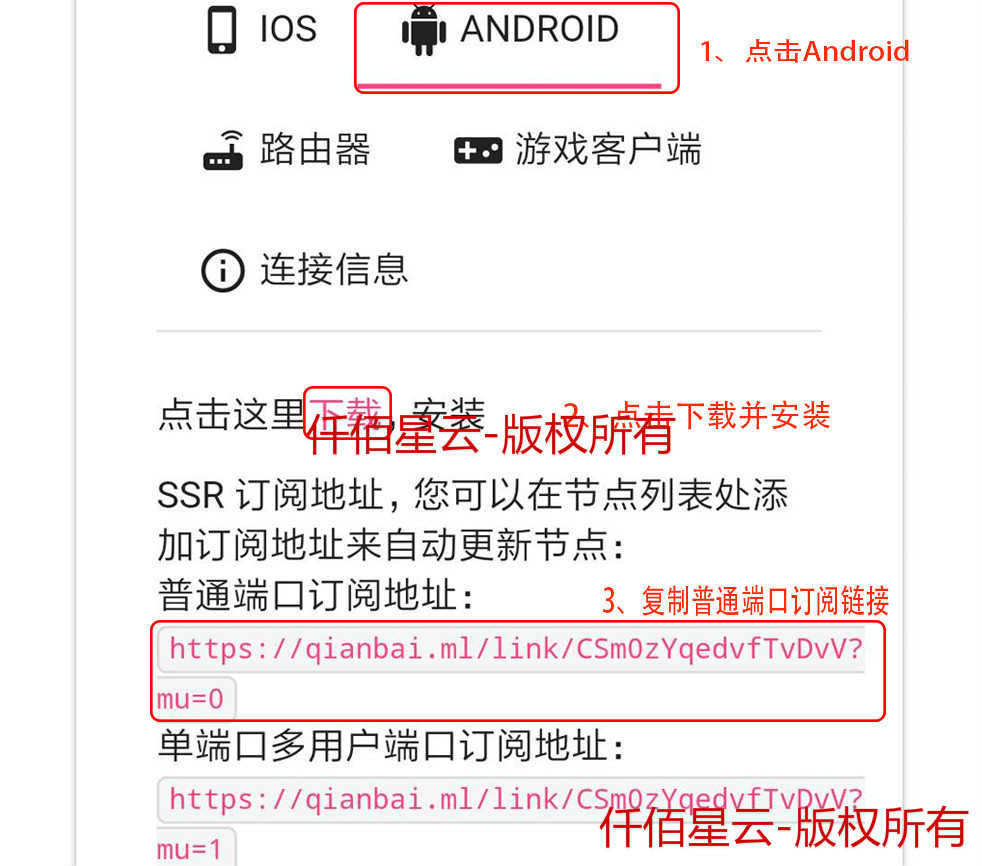 IOS
ANDROID
1、点击Android
路由器
游戏客户端
连接信息
点击这里下载，安装
2、点击下载并安装
仟佰星云-版权所有
SSR 订阅地址，您可以在节点列表处添
加订阅地址来自动更新节点：
普通端口订阅地址：
3、复制普通端口订阅链接
https://qianbai.ml/link/CSm0zYqedvfTvDvV?
mu=0
单端口多用户端口订阅地址：
https://qianbai.ml/link/CSm0zYqedvfTvDvV?
仟佰星云-版权所有
mu=1